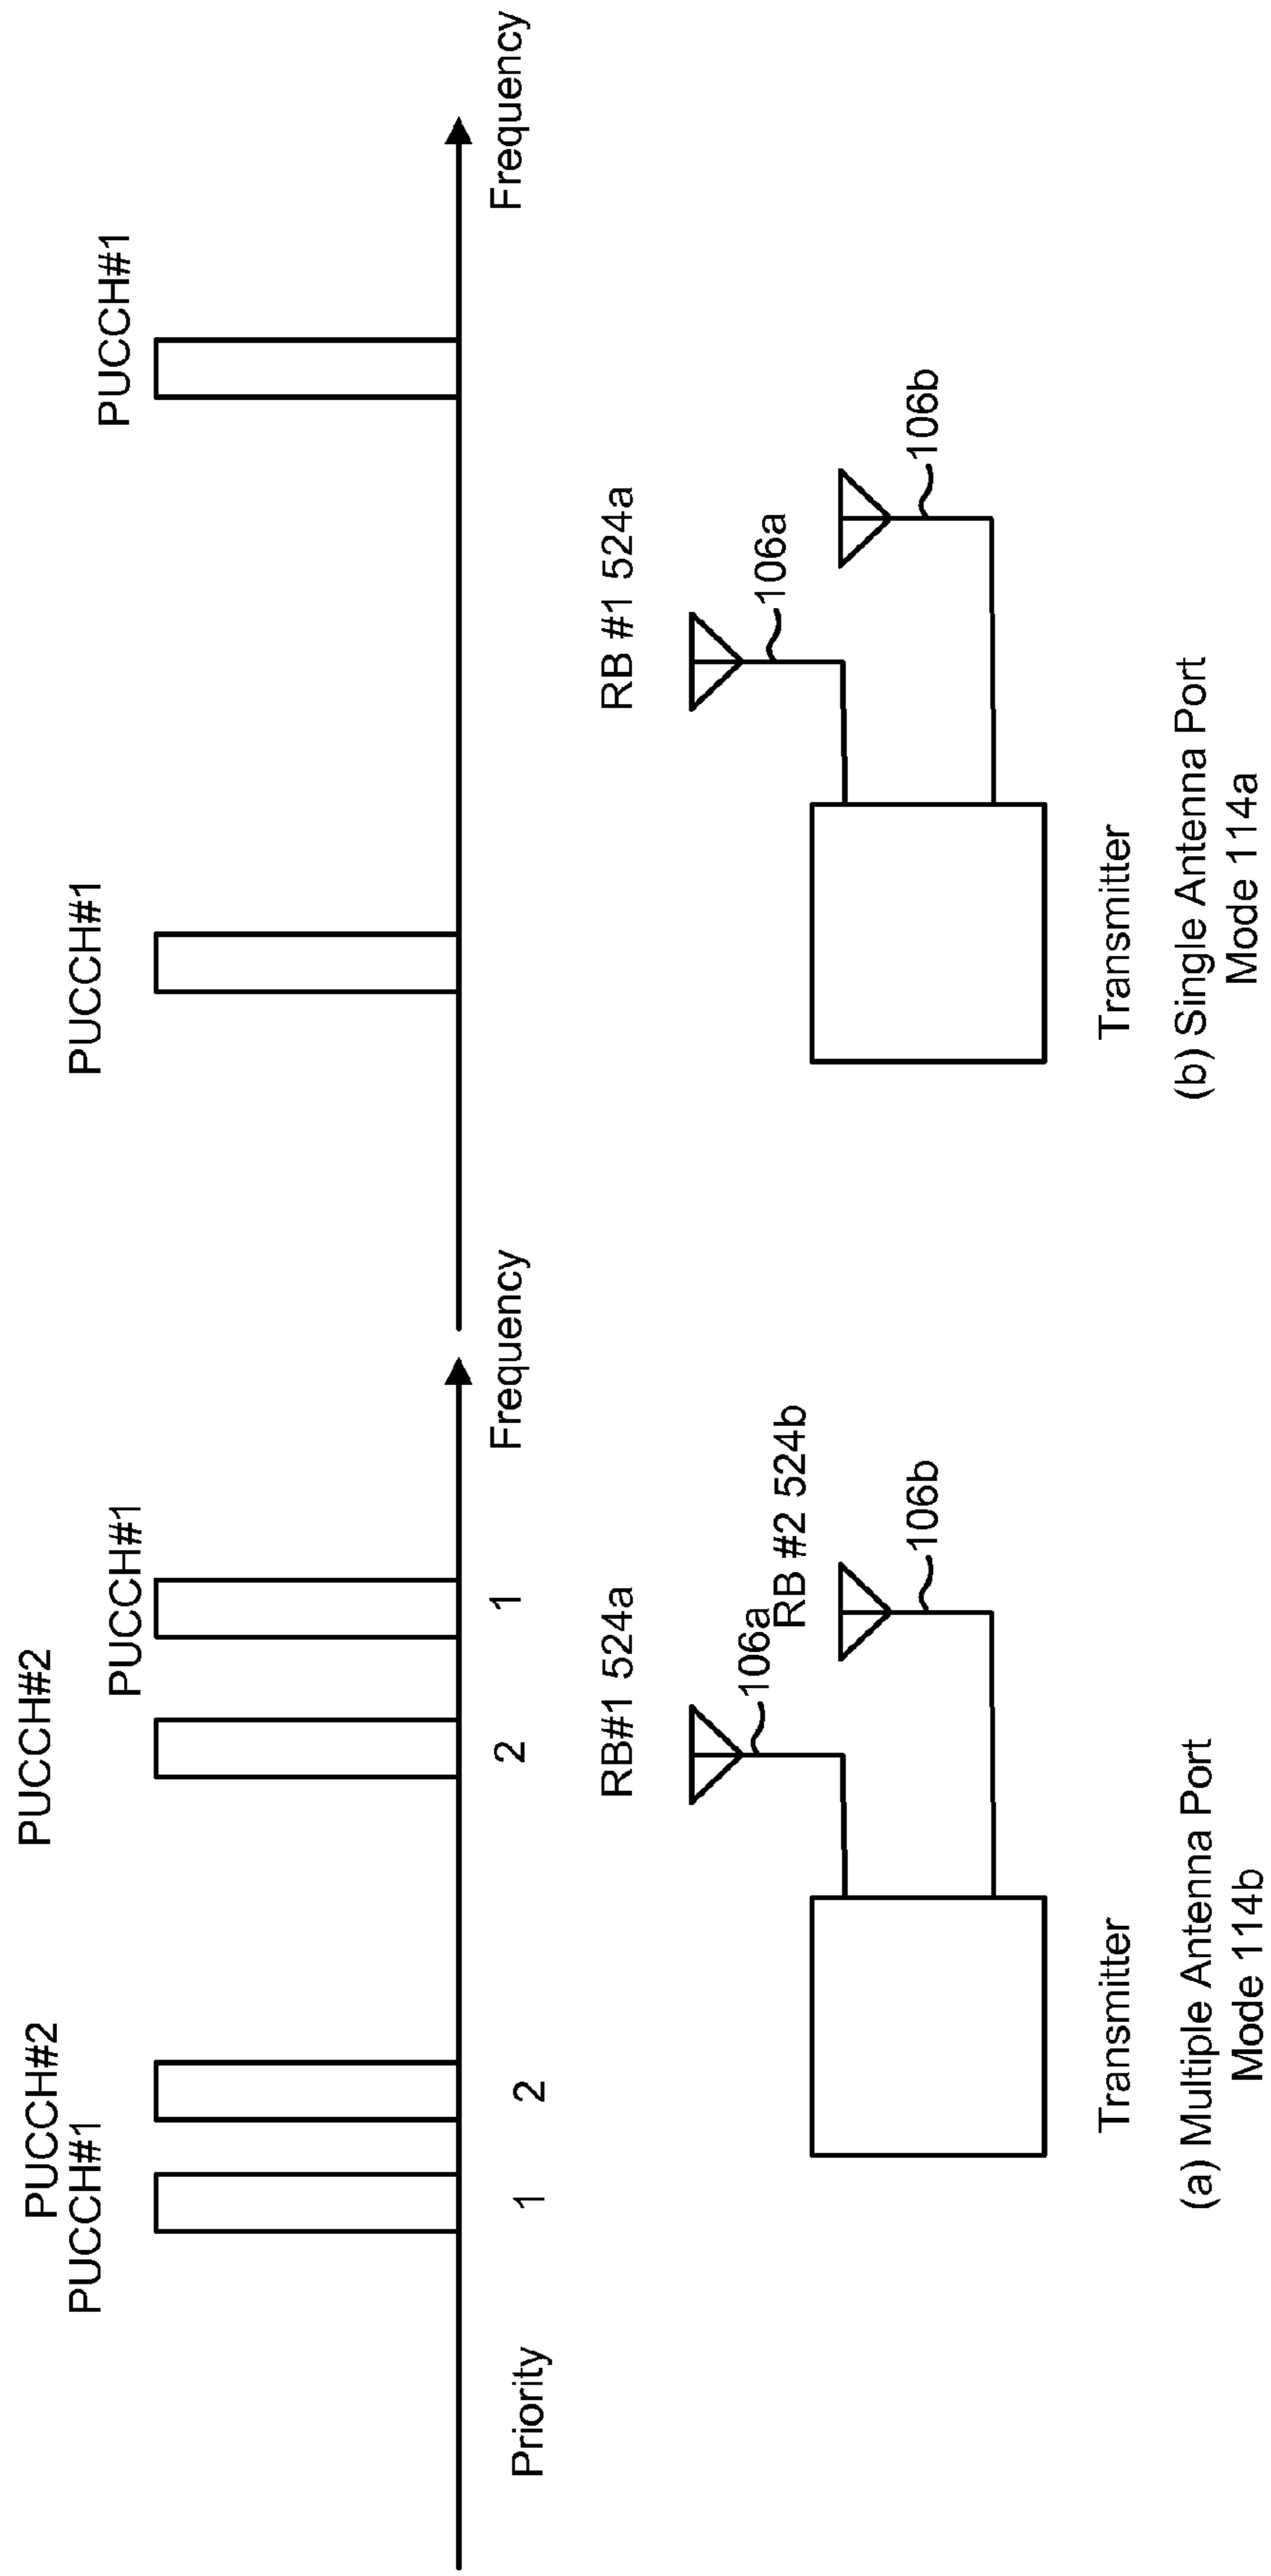 PUCCH#2
PUCCH#1
PUCCH#2
PUCCH#1
Priority
1
2
2
1
Frequency
RB#1 524a
106a
RB #2 524b
106b
Transmitter
(a) Multiple Antenna Port
Mode 114b
PUCCH#1
PUCCH#1
Frequency
RB #1 524a
106a
106b
Transmitter
(b) Single Antenna Port
Mode 114a